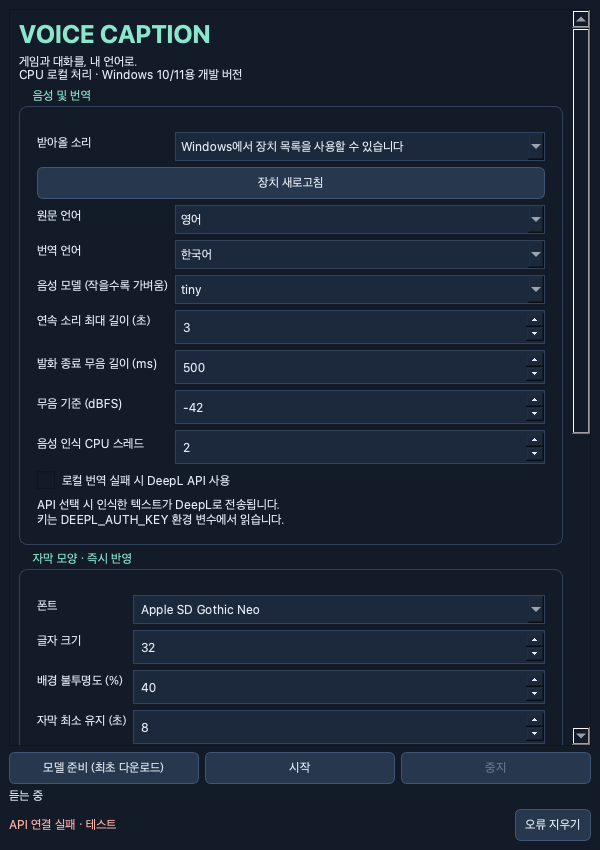 VOICE CAPTION
게임과 대화를, 내 언어로.
CPU 로컬 처리 · Windows 10/11용 개발 버전
음성 및 번역
받아올 소리
Windows에서 장치 목록을 사용할 수 있습니다
장치 새로고침
원문 언어
영어
번역 언어
한국어
음성 모델 (작을수록 가벼움)
tiny
연속 소리 최대 길이 (초)
3
발화 종료 무음 길이 (ms)
500
무음 기준 (dBFS)
-42
음성 인식 CPU 스레드
2
로컬 번역 실패 시 DeepL API 사용
API 선택 시 인식한 텍스트가 DeepL로 전송됩니다.
키는 DEEPL_AUTH_KEY 환경 변수에서 읽습니다.
자막 모양 · 즉시 반영
폰트
Apple SD Gothic Neo
글자 크기
32
배경 불투명도 (%)
40
자막 최소 유지 (초)
8
모델 준비 (최초 다운로드)
시작
중지
듣는 중
API 연결 실패 · 테스트
오류 지우기